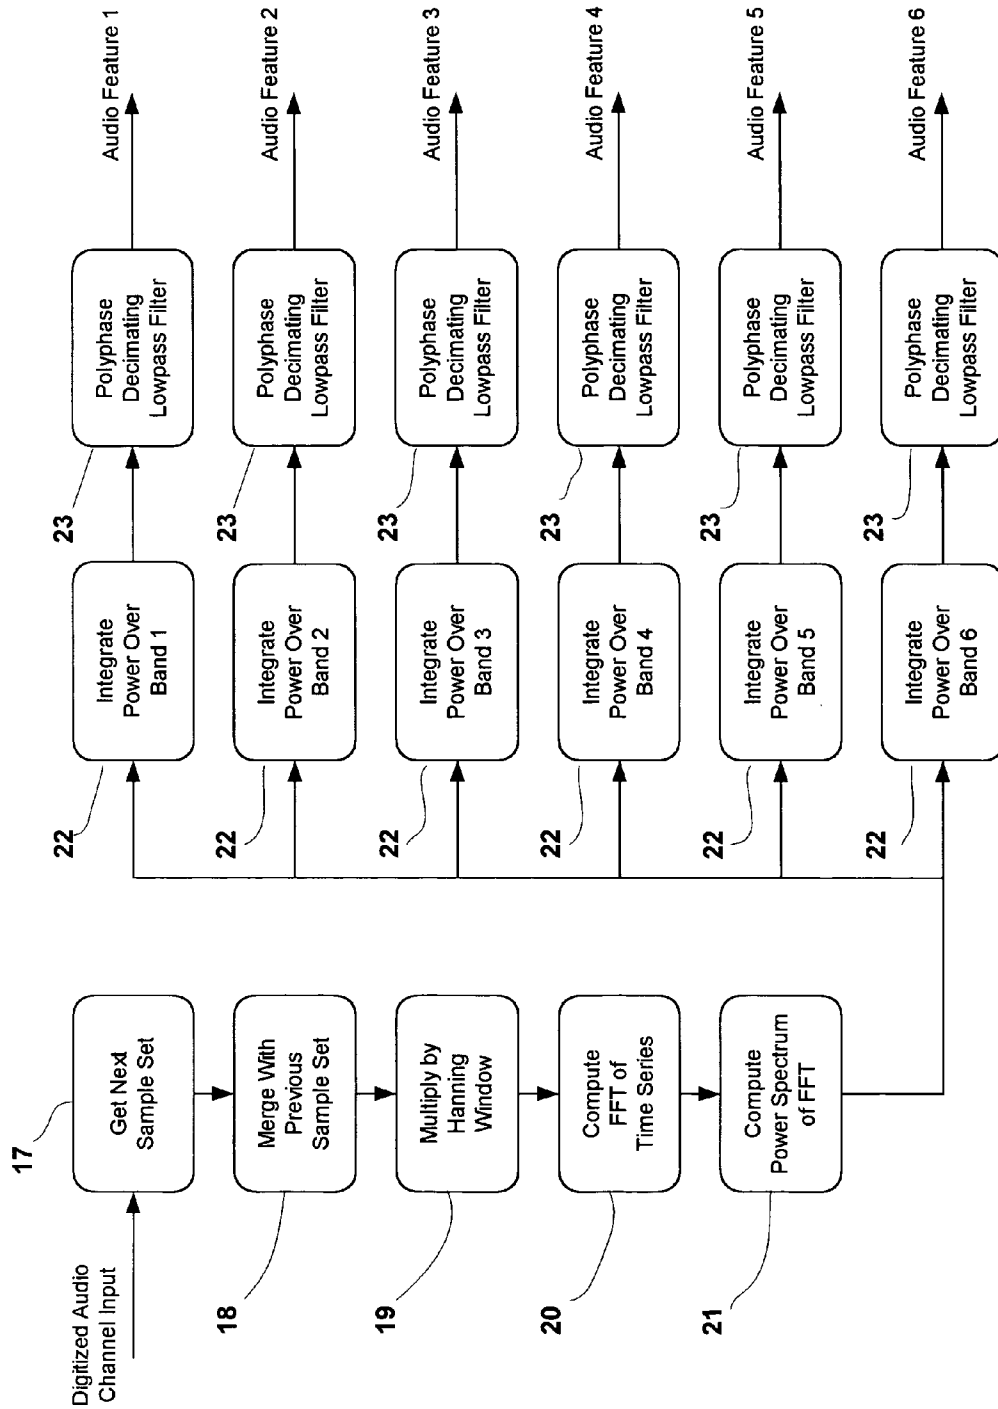 Digitized Audio
Channel Input
17
Get Next
Sample Set
18
Merge With
Previous
Sample Set
19
Multiply by
Hanning
Window
20
Compute
FFT of
Time Series
21
Compute
Power Spectrum
of FFT
22
Integrate
Power Over
Band 1
23
Polyphase
Decimating
Lowpass Filter
Audio Feature 1
22
Integrate
Power Over
Band 2
23
Polyphase
Decimating
Lowpass Filter
Audio Feature 2
22
Integrate
Power Over
Band 3
23
Polyphase
Decimating
Lowpass Filter
Audio Feature 3
22
Integrate
Power Over
Band 4
23
Polyphase
Decimating
Lowpass Filter
Audio Feature 4
22
Integrate
Power Over
Band 5
23
Polyphase
Decimating
Lowpass Filter
Audio Feature 5
22
Integrate
Power Over
Band 6
23
Polyphase
Decimating
Lowpass Filter
Audio Feature 6